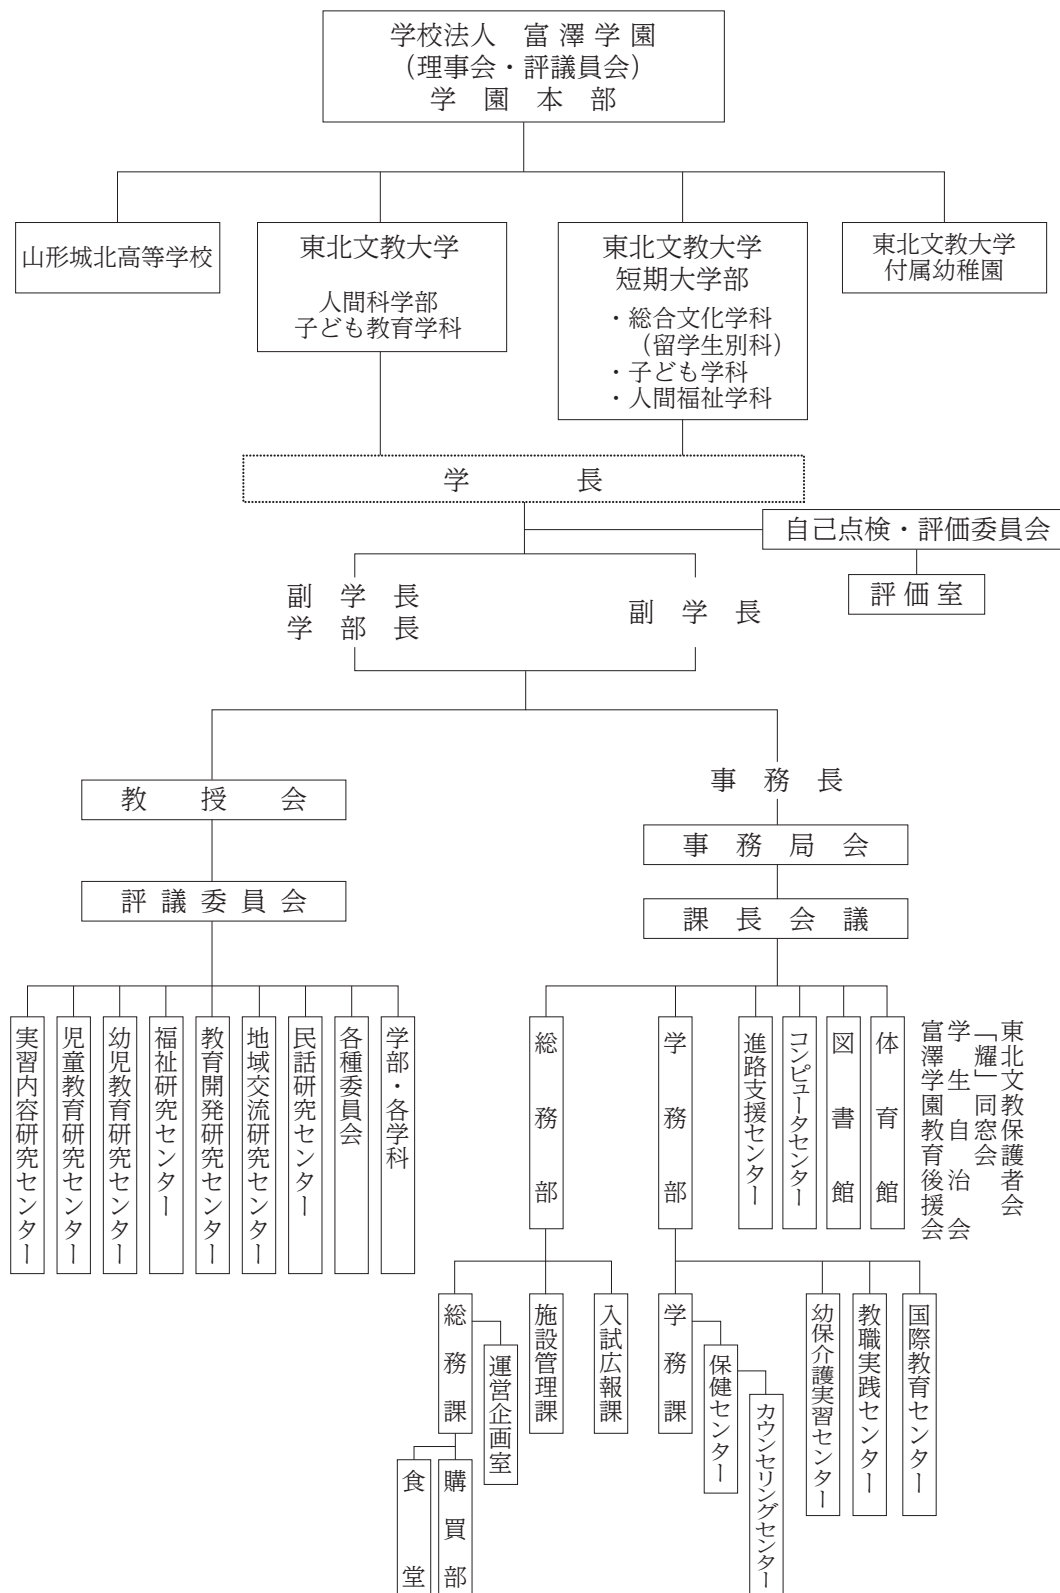 学校法人　富澤学園
（理事会・評議員会）
学園本部
山形城北高等学校
東北文教大学
人間科学部
子ども教育学科
東北文教大学
短期大学部
・総合文化学科
（留学生別科）
・子ども学科
・人間福祉学科
東北文教大学
付属幼稚園
学長
自己点検・評価委員会
評価室
副学長
学部長
副学長
教授会
評議委員会
事務長
事務局会
課長会議
実習内容研究センター
児童教育研究センター
幼児教育研究センター
福祉研究センター
教育開発研究センター
地域交流研究センター
民話研究センター
各種委員会
学部・各学科
総務部
学務部
進路支援センター
コンピュータセンター
図書館
体育館
東北文教保護者会
「耀」同窓会
学生自治会
富澤学園教育後援会
総務課
運営企画室
施設管理課
入試広報課
学務課
保健センター
カウンセリングセンター
幼保介護実習センター
教職実践センター
国際教育センター
食堂
購買部